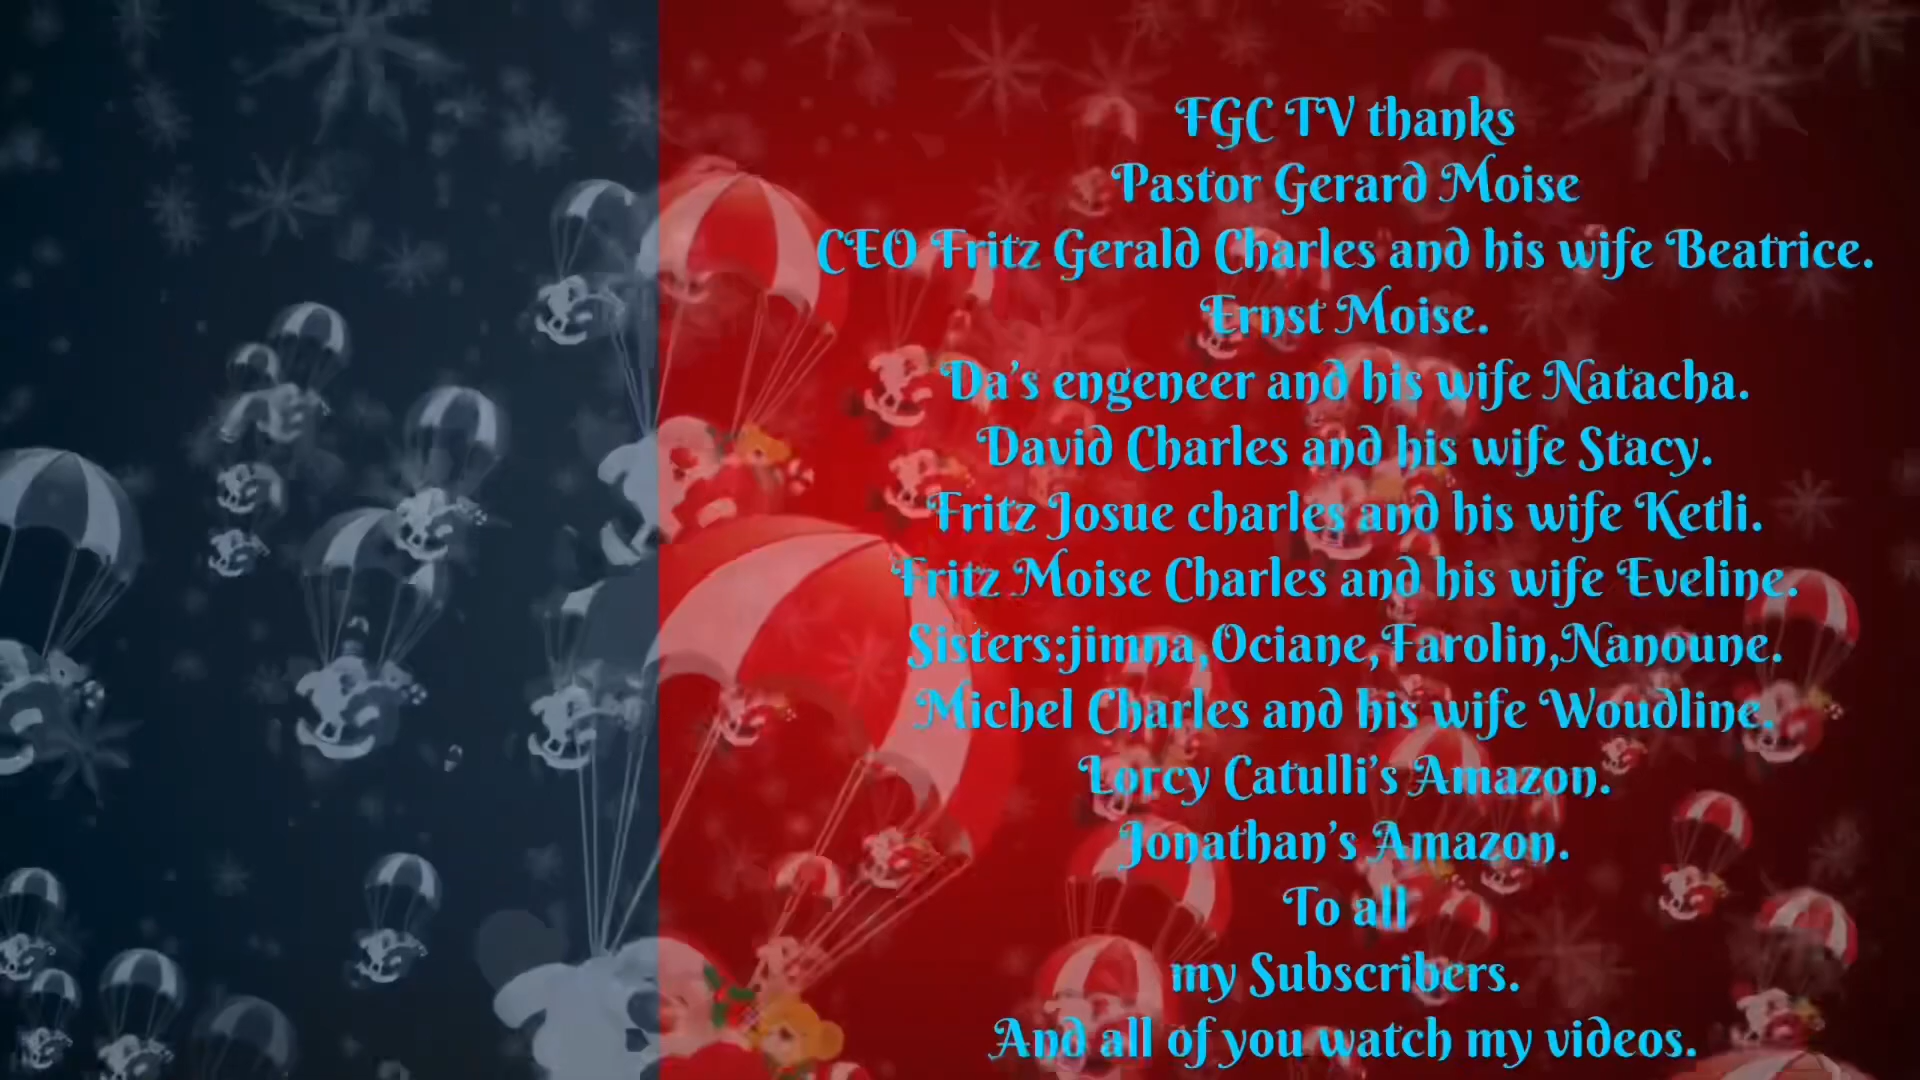 FGC TV thanks
Pastor Gerard Moise
CEO Fritz Gerald Charles and his wife Beatrice.
Ernst Moise.
Da's engeneer and his wife Natacha.
David Charles and his wife Stacy.
Fritz Josue charles and his wife Ketli.
Fritz Moise Charles and his wife Eveline.
Sisters:jimna,Ociane,Farolin,Nanoune.
Michel Charles and his wife Woudline.
Lorcy Catulli's Amazon.
Jonathan's Amazon.
To all
my Subscribers.
And all of you watch my videos.